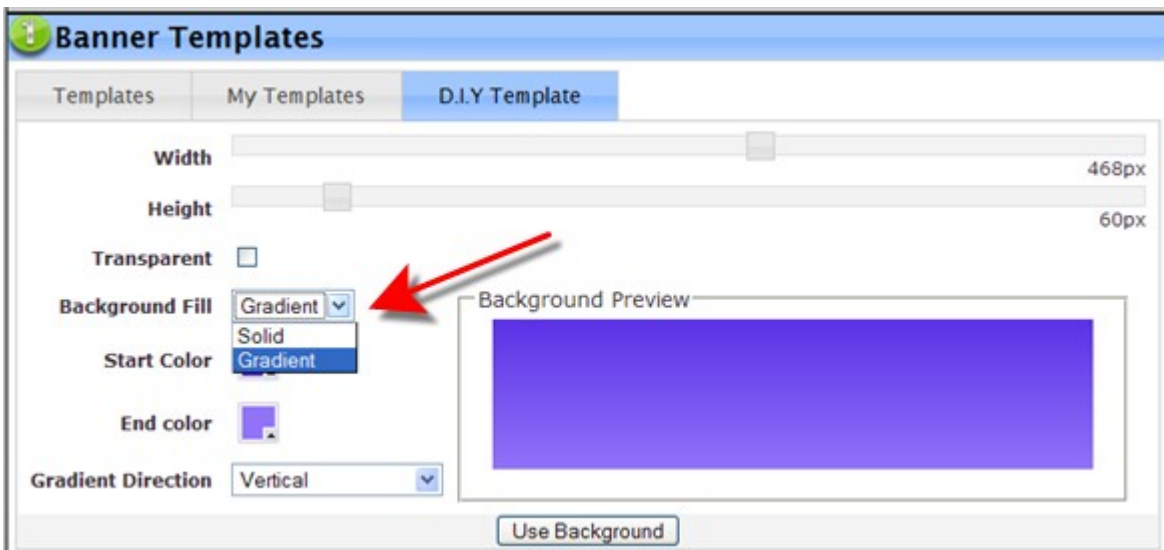 1 Banner Templates
Templates My Templates D.I.Y Template
Width
468px
Height
60px
Transparent
Background Fill Gradient
Solid
Gradient
Background Preview
Start Color
End color
Gradient Direction Vertical
Use Background